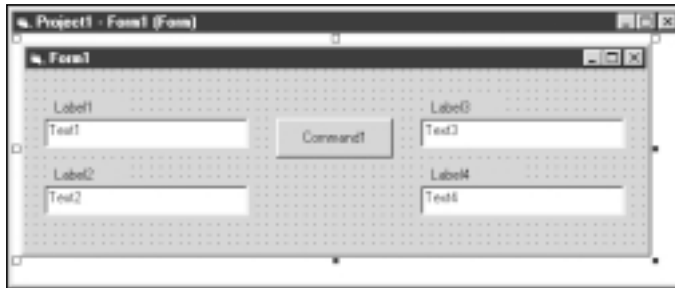 Project1 - Form1 (Form)
Form1
Label1
Text1
Label2
Text2
Command1
Label3
Text3
Label4
Text4